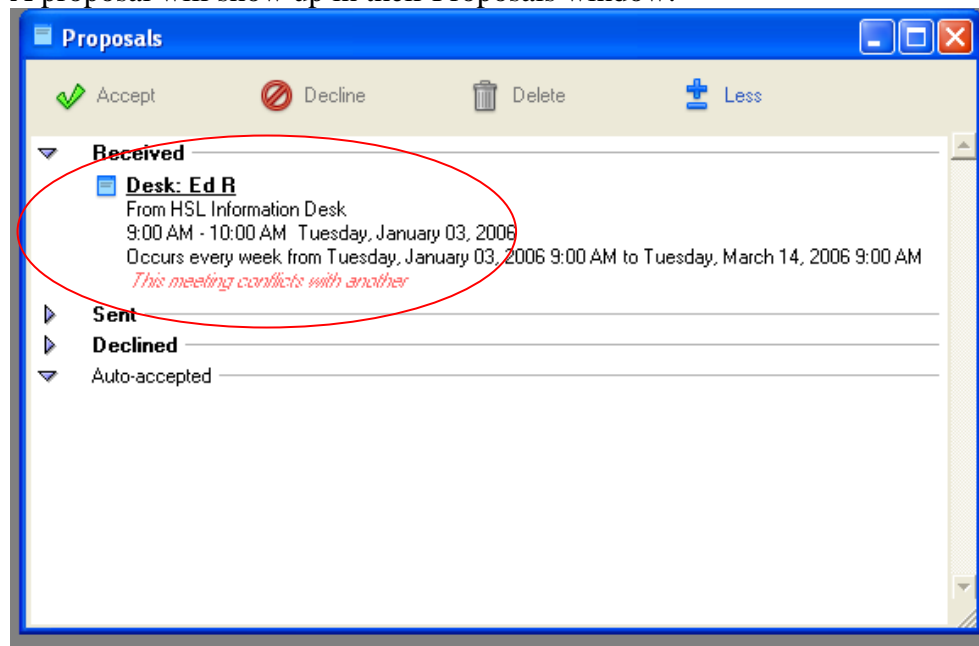 A proposal will show up in their Proposals window.
Proposals
Accept Decline Delete Less
Received
Desk: Ed R
From HSL Information Desk
9:00 AM - 10:00 AM Tuesday, January 03, 2006
Occurs every week from Tuesday, January 03, 2006 9:00 AM to Tuesday, March 14, 2006 9:00 AM
This meeting conflicts with another
Sent
Declined
Auto-accepted